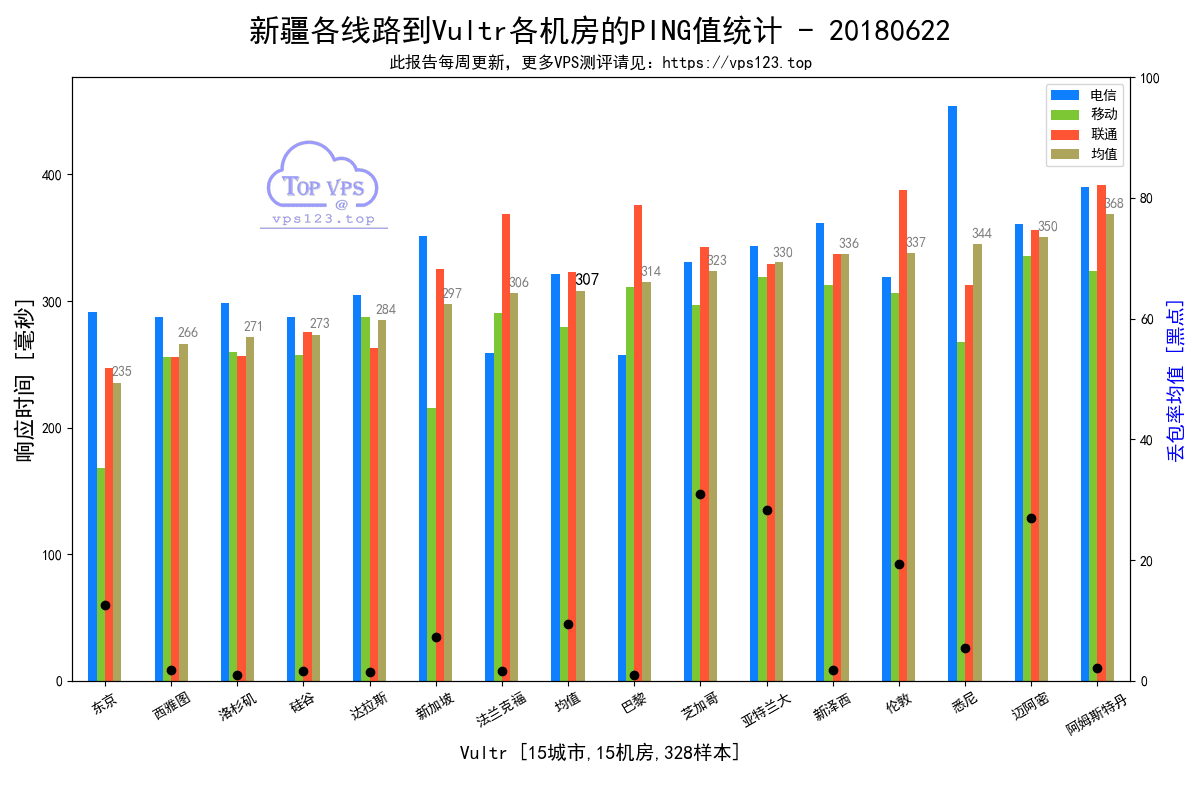 新疆各线路到Vultr各机房的PING值统计 - 20180622
此报告每周更新，更多VPS测评请见：https://vps123.top
电信
移动
联通
均值
TOP VPS
@
vps123.top
响应时间 [毫秒]
400
300
200
100
0
100
80
60
40
20
0
丢包率均值 [黑点]
235
266
271
273
284
297
306
307
314
323
330
336
337
344
350
368
东京
西雅图
洛杉矶
硅谷
达拉斯
新加坡
法兰克福
均值
巴黎
芝加哥
亚特兰大
新泽西
伦敦
悉尼
迈阿密
阿姆斯特丹
Vultr [15城市,15机房,328样本]